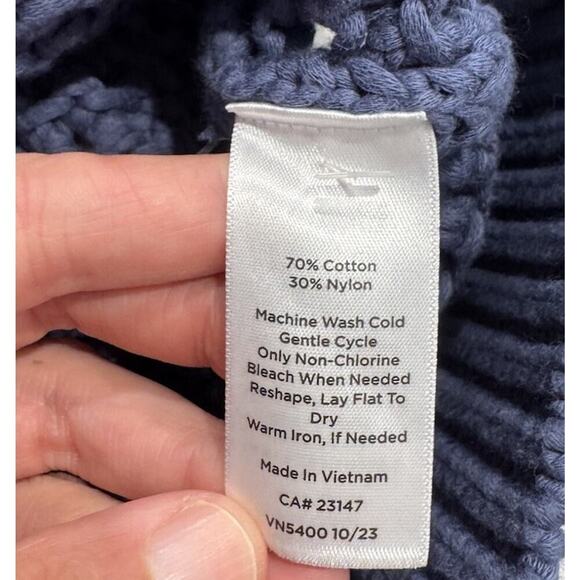 70% Cotton
30% Nylon
Machine Wash Cold
Gentle Cycle
Only Non-Chlorine
Bleach When Needed
Reshape, Lay Flat To
Dry
Warm Iron, If Needed
Made In Vietnam
CA# 23147
VN5400 10/23